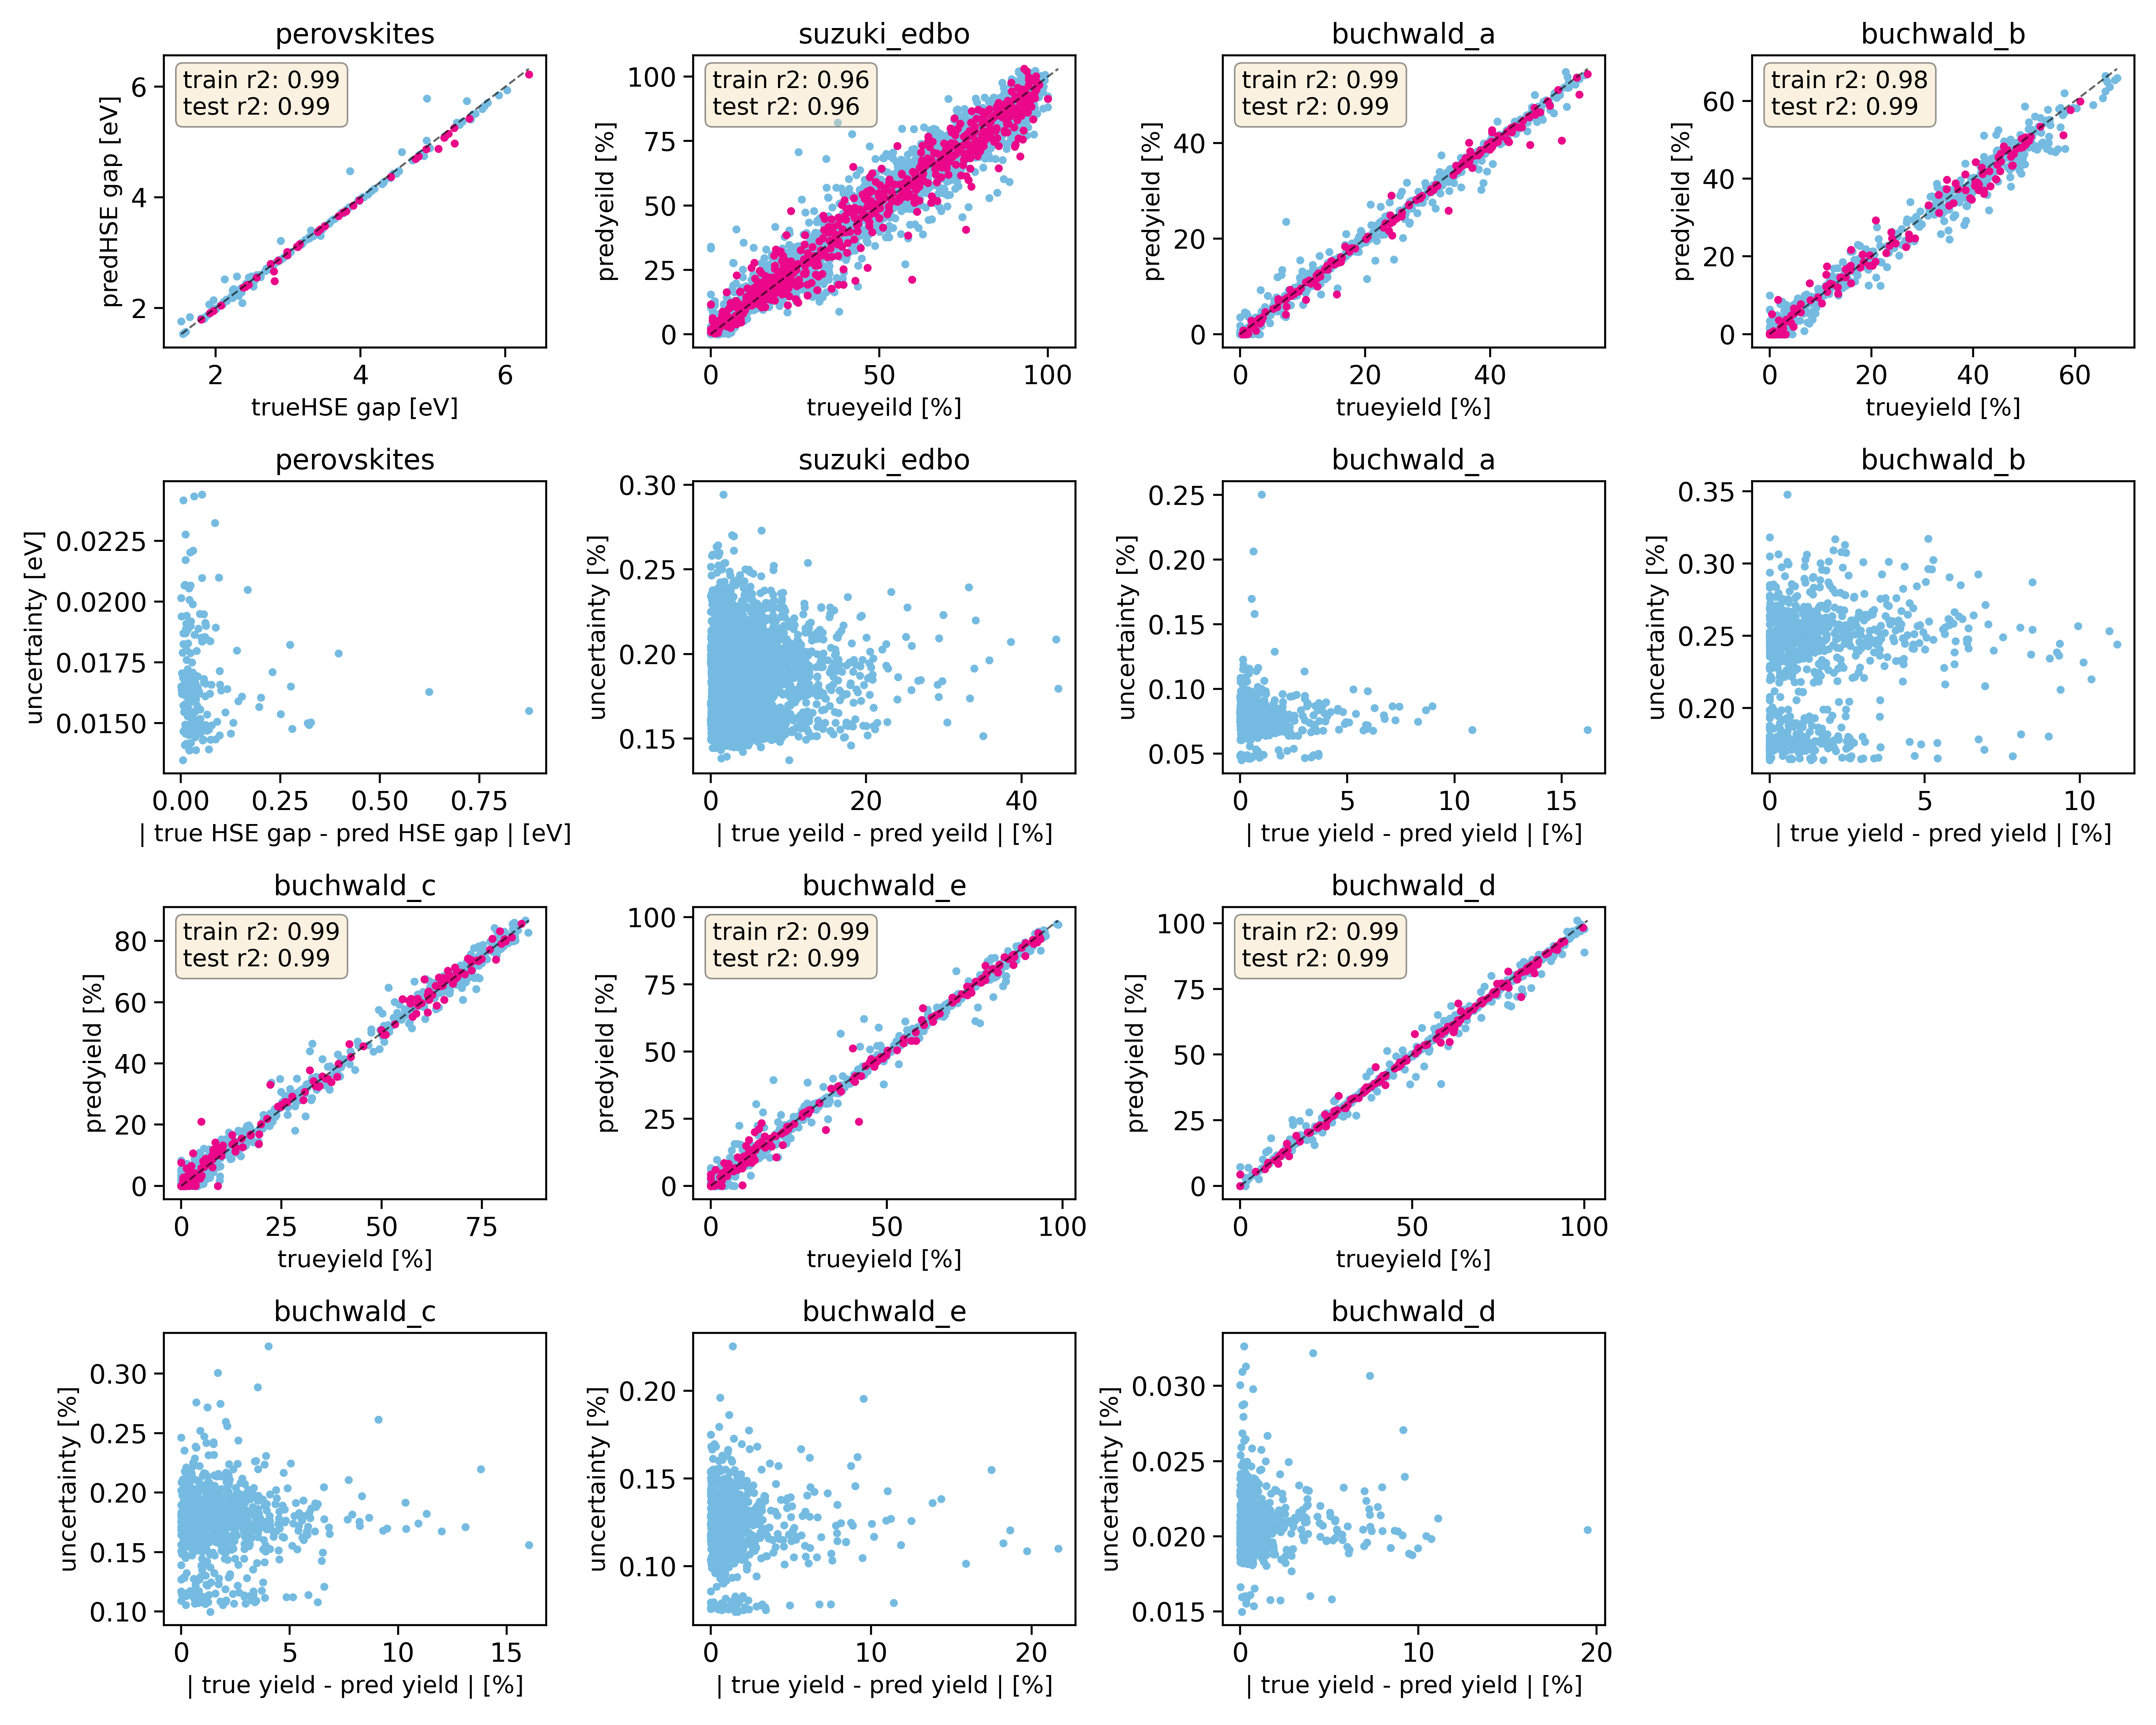 perovskites
train r2: 0.99
test r2: 0.99
predHSE gap [eV]
6
4
2
2 4 6
trueHSE gap [eV]
suzuki_edbo
train r2: 0.96
test r2: 0.96
predyeild [%]
100
75
50
25
0
0 50 100
trueyeild [%]
buchwald_a
train r2: 0.99
test r2: 0.99
predyield [%]
40
20
0
0 20 40
trueyield [%]
buchwald_b
train r2: 0.98
test r2: 0.99
predyield [%]
60
40
20
0
0 20 40 60
trueyield [%]
perovskites
uncertainty [eV]
0.0225
0.0200
0.0175
0.0150
0.00 0.25 0.50 0.75
| true HSE gap - pred HSE gap | [eV]
suzuki_edbo
uncertainty [%]
0.30
0.25
0.20
0.15
0 20 40
| true yeild - pred yeild | [%]
buchwald_a
uncertainty [%]
0.25
0.20
0.15
0.10
0.05
0 5 10 15
| true yield - pred yield | [%]
buchwald_b
uncertainty [%]
0.35
0.30
0.25
0.20
0 5 10
| true yield - pred yield | [%]
buchwald_c
train r2: 0.99
test r2: 0.99
predyield [%]
80
60
40
20
0
0 25 50 75
trueyield [%]
buchwald_e
train r2: 0.99
test r2: 0.99
predyield [%]
100
75
50
25
0
0 50 100
trueyield [%]
buchwald_d
train r2: 0.99
test r2: 0.99
predyield [%]
100
75
50
25
0
0 50 100
trueyield [%]
buchwald_c
uncertainty [%]
0.30
0.25
0.20
0.15
0.10
0 5 10 15
| true yield - pred yield | [%]
buchwald_e
uncertainty [%]
0.20
0.15
0.10
0 10 20
| true yield - pred yield | [%]
buchwald_d
uncertainty [%]
0.030
0.025
0.020
0.015
0 10 20
| true yield - pred yield | [%]